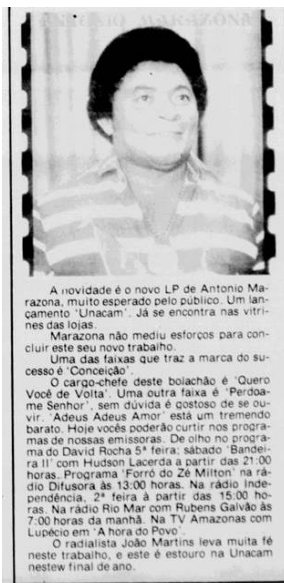 ANTONIO MARAZONA
A novidade é o novo LP de Antonio Ma-
razona, muito esperado pelo público. Um lan-
çamento 'Unacam'. Já se encontra nas vitri-
nes das lojas.
Marazona não mediu esforços para con-
cluir este seu novo trabalho.
Uma das faixas que traz a marca do su-
cesso é 'Conceição'.
O cargo-chefe deste bolachão é 'Quero
Você de Volta'. Uma outra faixa é 'Perdoa-
me Senhor', sem dúvida é gostoso de se ou-
vir. 'Adeus Adeus Amor' está um tremendo
barato. Hoje vocês poderão curtir nos progra-
mas de nossas emissoras. De olho no progra-
ma do David Rocha 5ª feira; sábado 'Bandei-
ra II' com Hudson Lacerda a partir das 21:00
horas. Programa 'Forró do Zé Milton' na rá-
dio Difusora às 13:00 horas. Na rádio Inde-
pendência, 2ª feira à partir das 15:00 ho-
ras. Na rádio Rio Mar com Rubens Galvão às
7:00 horas da manhã. Na TV Amazonas com
Lupécio em 'A hora do Povo'.
O radialista João Martins leva muita fé
neste trabalho, e este é estouro na Unacam
nestew final de ano.